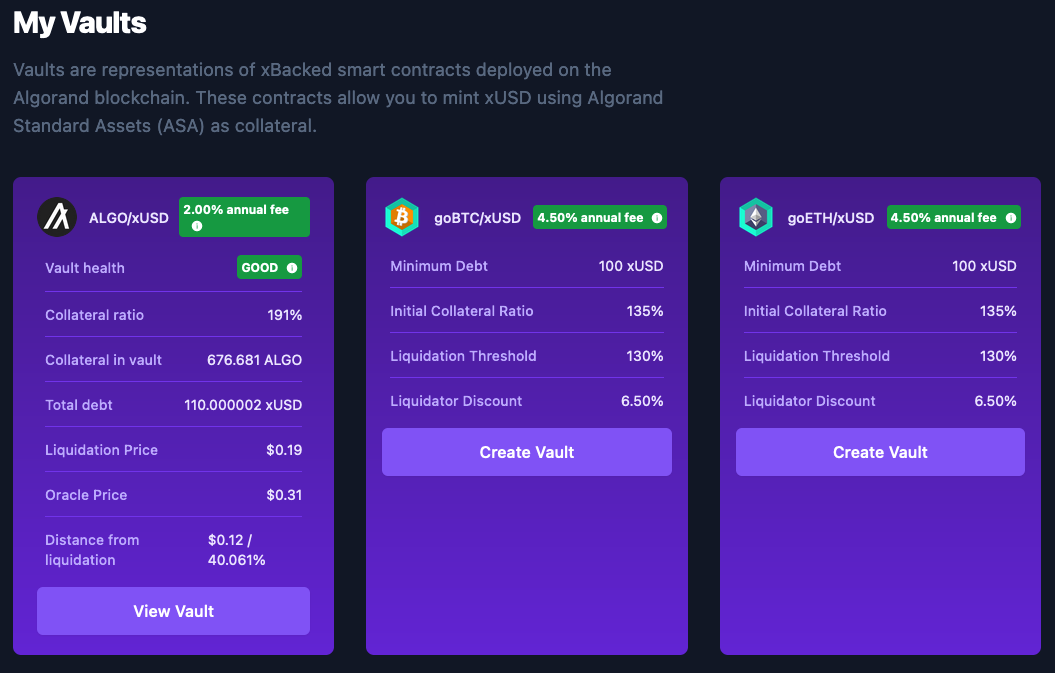 My Vaults
Vaults are representations of xBacked smart contracts deployed on the
Algorand blockchain. These contracts allow you to mint xUSD using Algorand
Standard Assets (ASA) as collateral.
ALGO/xUSD 2.00% annual fee
Vault health GOOD
Collateral ratio 191%
Collateral in vault 676.681 ALGO
Total debt 110.000002 xUSD
Liquidation Price $0.19
Oracle Price $0.31
Distance from $0.12 /
liquidation 40.061%
View Vault
goBTC/xUSD 4.50% annual fee
Minimum Debt 100 xUSD
Initial Collateral Ratio 135%
Liquidation Threshold 130%
Liquidator Discount 6.50%
Create Vault
goETH/xUSD 4.50% annual fee
Minimum Debt 100 xUSD
Initial Collateral Ratio 135%
Liquidation Threshold 130%
Liquidator Discount 6.50%
Create Vault